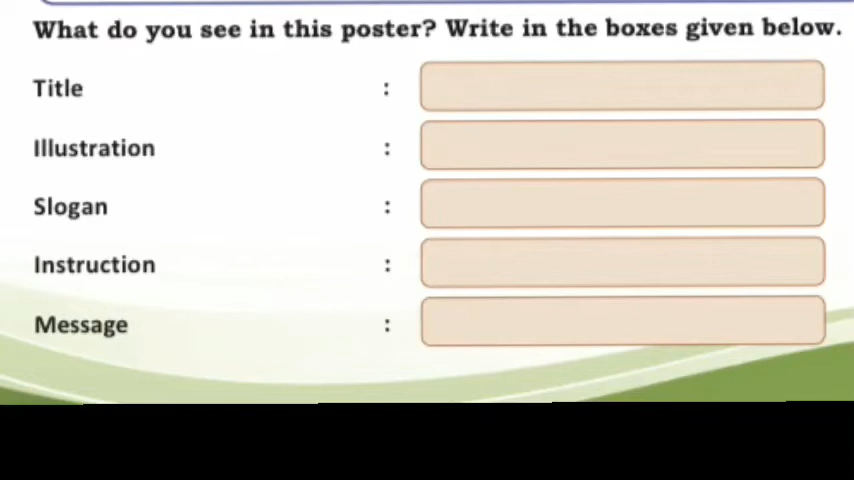 What do you see in this poster? Write in the boxes given below.
Title :
Illustration :
Slogan :
Instruction :
Message :